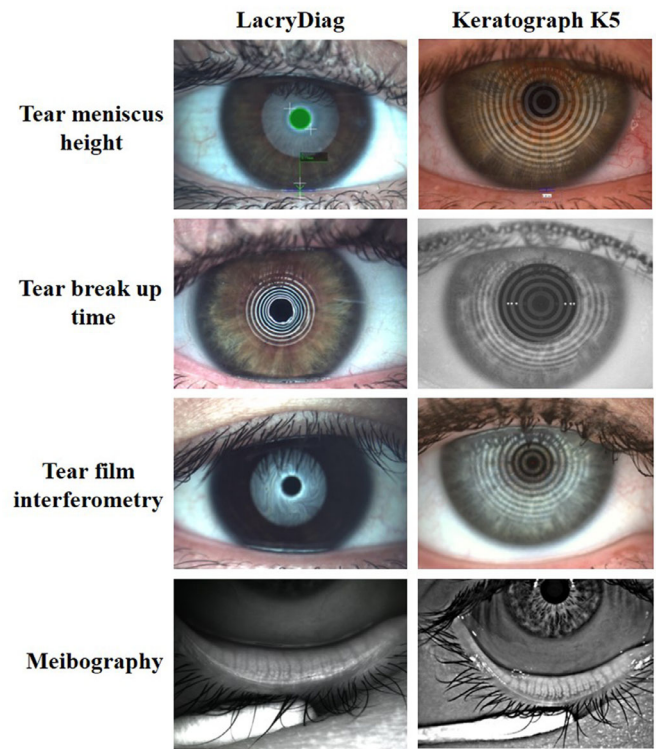 LacryDiag
Keratograph K5
Tear meniscus
height
Tear break up
time
Tear film
interferometry
Meibography